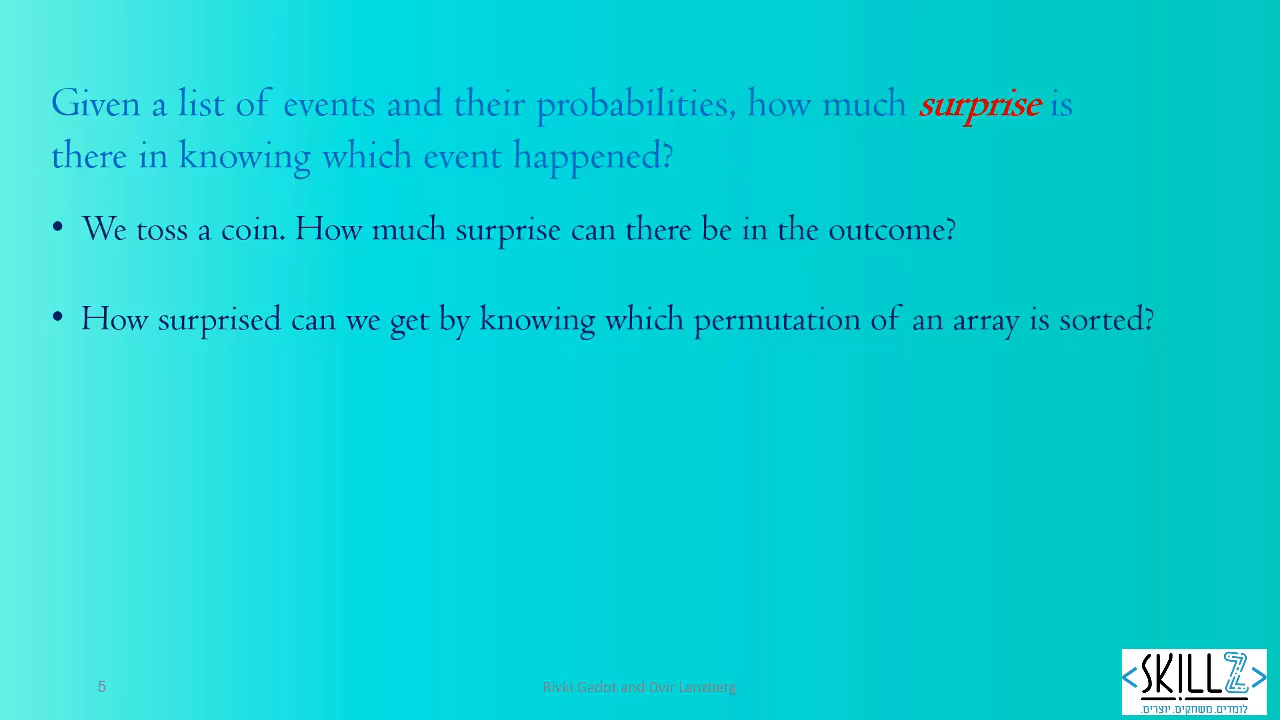 Given a list of events and their probabilities, how much surprise is
there in knowing which event happened?
• We toss a coin. How much surprise can there be in the outcome?
• How surprised can we get by knowing which permutation of an array is sorted?
5
Rivki Gadot and Dvir Lanzberg
<SKILLZ>
לומדים. משחקים. יוצרים.